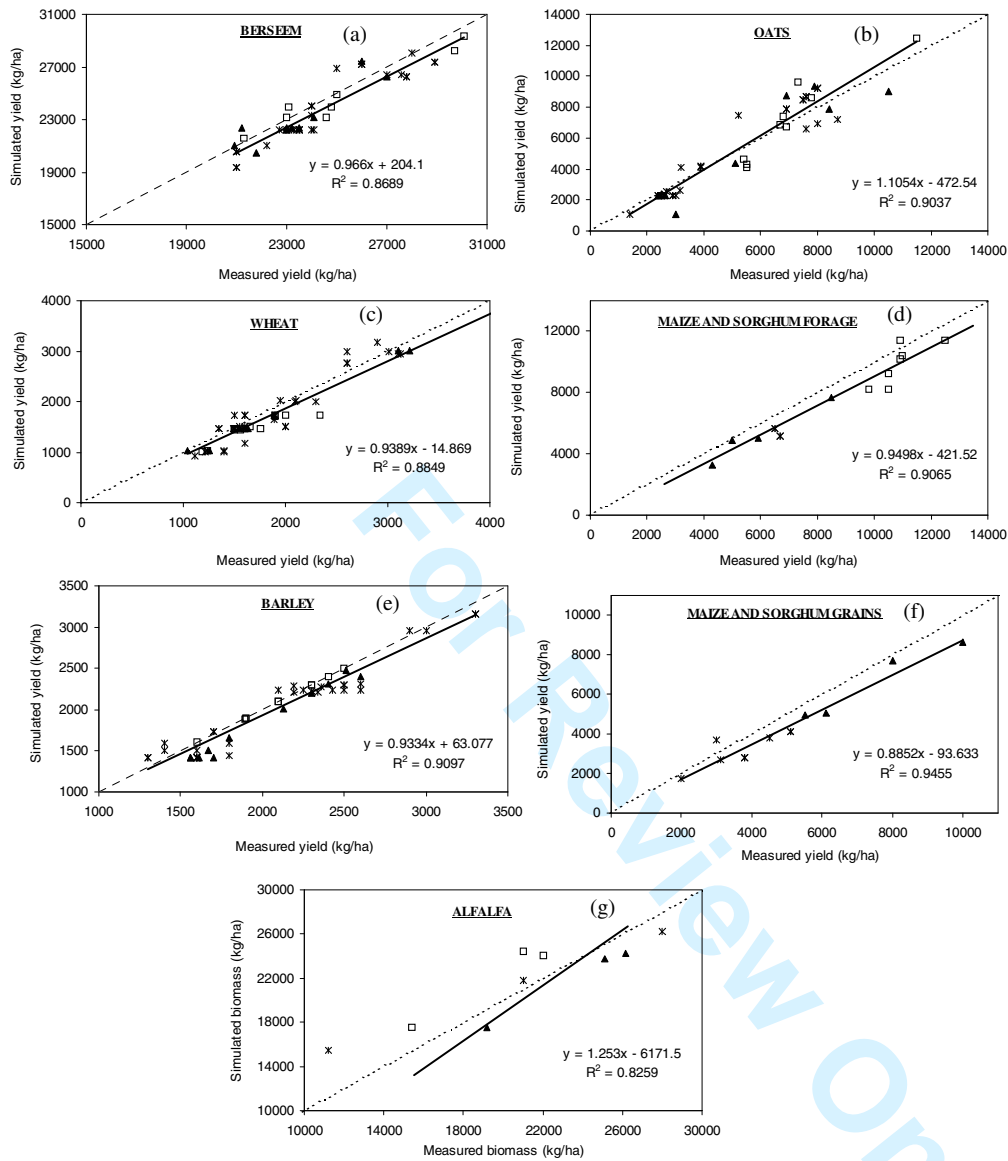 BERSEEM
(a)
Simulated yield (kg/ha)
31000
27000
23000
19000
15000
y = 0.966x + 204.1
R² = 0.8689
15000 19000 23000 27000 31000
Measured yield (kg/ha)
OATS
(b)
Simulated yield (kg/ha)
14000
12000
10000
8000
6000
4000
2000
0
y = 1.1054x - 472.54
R² = 0.9037
0 2000 4000 6000 8000 10000 12000 14000
Measured yield (kg/ha)
WHEAT
(c)
Simulated yield (kg/ha)
4000
3000
2000
1000
0
y = 0.9389x - 14.869
R² = 0.8849
0 1000 2000 3000 4000
Measured yield (kg/ha)
MAIZE AND SORGHUM FORAGE
(d)
Simulated yield (kg/ha)
12000
8000
4000
0
y = 0.9498x - 421.52
R² = 0.9065
0 2000 4000 6000 8000 10000 12000 14000
Measured yield (kg/ha)
BARLEY
(e)
Simulated yield (kg/ha)
3500
3000
2500
2000
1500
1000
y = 0.9334x + 63.077
R² = 0.9097
1000 1500 2000 2500 3000 3500
Measured yield (kg/ha)
MAIZE AND SORGHUM GRAINS
(f)
Simulated yield (kg/ha)
10000
8000
6000
4000
2000
0
y = 0.8852x - 93.633
R² = 0.9455
0 2000 4000 6000 8000 10000
Measured yield (kg/ha)
ALFALFA
(g)
Simulated biomass (kg/ha)
30000
26000
22000
18000
14000
10000
y = 1.253x - 6171.5
R² = 0.8259
10000 14000 18000 22000 26000 30000
Measured biomass (kg/ha)
For Review On